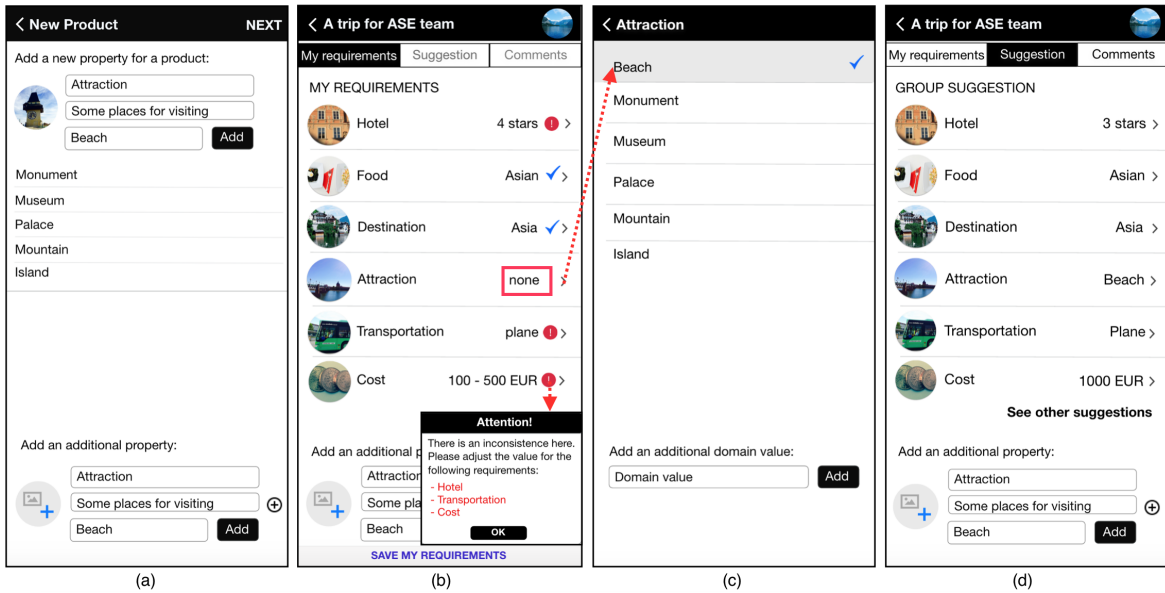 New Product NEXT
Add a new property for a product:
Attraction
Some places for visiting
Beach Add
Monument
Museum
Palace
Mountain
Island
Add an additional property:
Attraction
Some places for visiting
Beach Add
(a)
A trip for ASE team
My requirements Suggestion Comments
MY REQUIREMENTS
Hotel 4 stars
Food Asian
Destination Asia
Attraction none
Transportation plane
Cost 100 - 500 EUR
Attention!
There is an inconsistence here.
Please adjust the value for the
following requirements:
- Hotel
- Transportation
- Cost
OK
Add an additional p
Attraction
Some pla
Beach
SAVE MY REQUIREMENTS
(b)
Attraction
Beach
Monument
Museum
Palace
Mountain
Island
Add an additional domain value:
Domain value Add
(c)
A trip for ASE team
My requirements Suggestion Comments
GROUP SUGGESTION
Hotel 3 stars
Food Asian
Destination Asia
Attraction Beach
Transportation Plane
Cost 1000 EUR
See other suggestions
Add an additional property:
Attraction
Some places for visiting
Beach Add
(d)